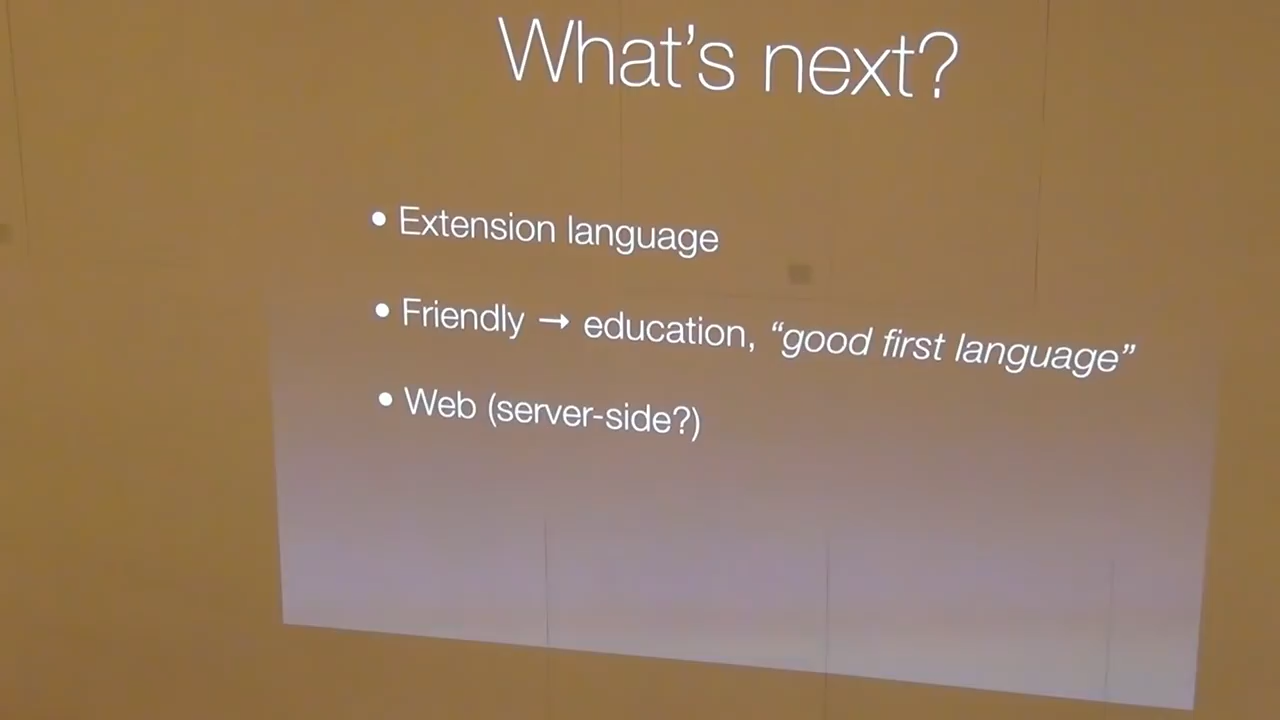 What's next?
• Extension language
• Friendly → education, “good first language”
• Web (server-side?)